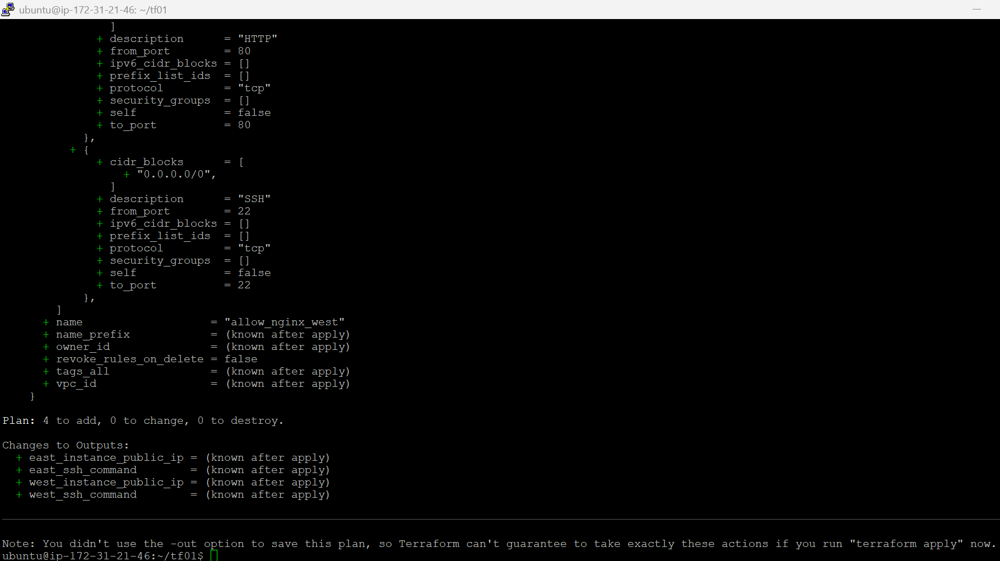 ubuntu@ip-172-31-21-46: ~/tf01
                ]
              + description      = "HTTP"
              + from_port        = 80
              + ipv6_cidr_blocks = []
              + prefix_list_ids  = []
              + protocol         = "tcp"
              + security_groups  = []
              + self             = false
              + to_port          = 80
            },
          + {
              + cidr_blocks      = [
                  + "0.0.0.0/0",
                ]
              + description      = "SSH"
              + from_port        = 22
              + ipv6_cidr_blocks = []
              + prefix_list_ids  = []
              + protocol         = "tcp"
              + security_groups  = []
              + self             = false
              + to_port          = 22
            },
        ]
      + name                   = "allow_nginx_west"
      + name_prefix            = (known after apply)
      + owner_id               = (known after apply)
      + revoke_rules_on_delete = false
      + tags_all               = (known after apply)
      + vpc_id                 = (known after apply)
    }
Plan: 4 to add, 0 to change, 0 to destroy.
Changes to Outputs:
  + east_instance_public_ip = (known after apply)
  + east_ssh_command        = (known after apply)
  + west_instance_public_ip = (known after apply)
  + west_ssh_command        = (known after apply)
Note: You didn't use the -out option to save this plan, so Terraform can't guarantee to take exactly these actions if you run "terraform apply" now.
ubuntu@ip-172-31-21-46:~/tf01$